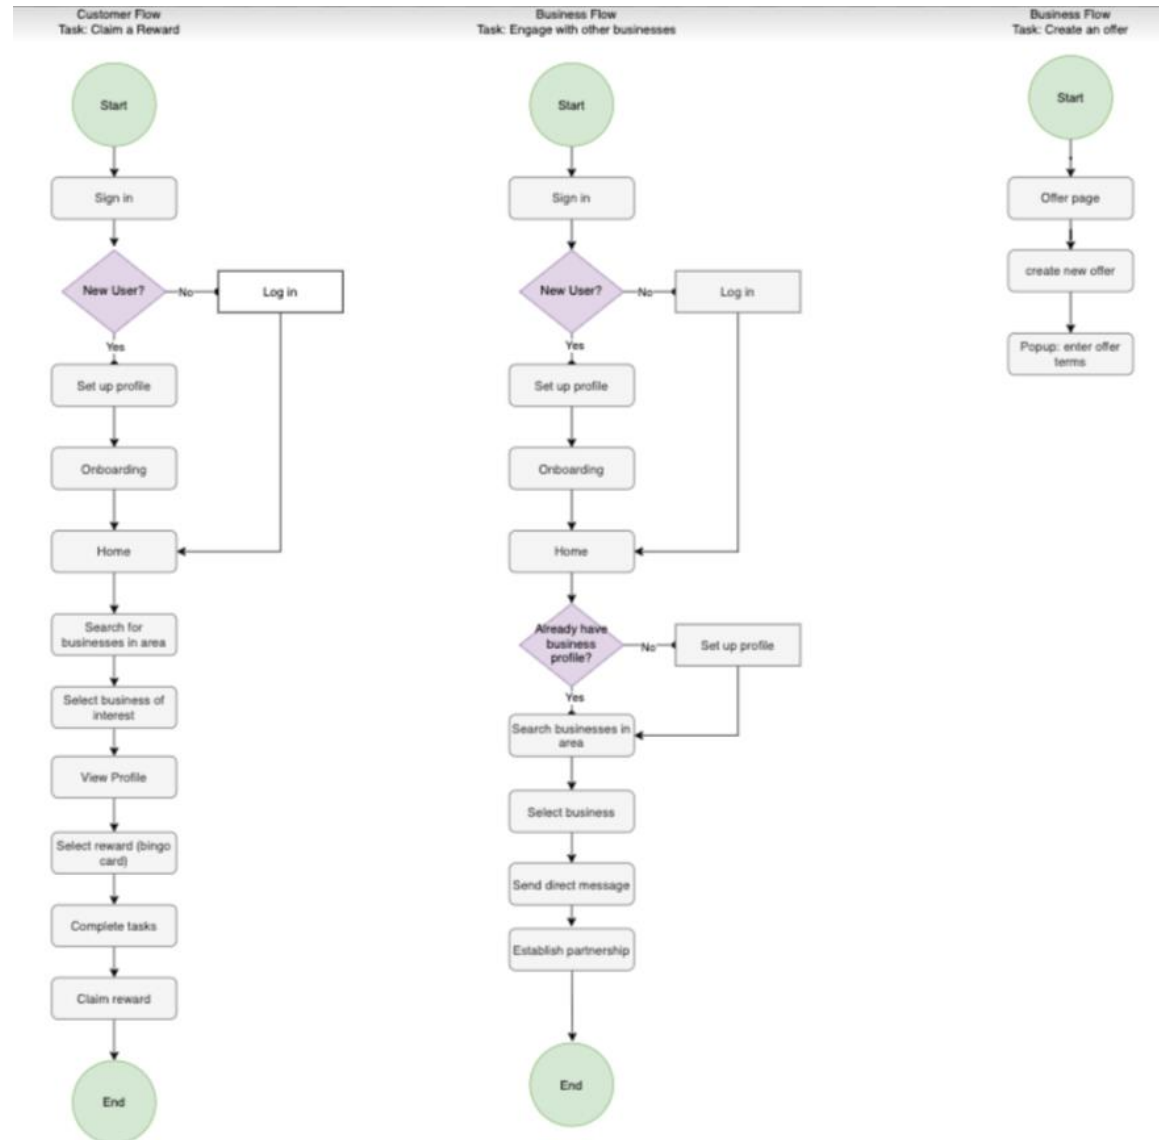 Customer Flow
Task: Claim a Reward
Start
Sign in
New User?
No
Log in
Yes
Set up profile
Onboarding
Home
Search for
businesses in area
Select business of
interest
View Profile
Select reward (bingo
card)
Complete tasks
Claim reward
End
Business Flow
Task: Engage with other businesses
Start
Sign in
New User?
No
Log in
Yes
Set up profile
Onboarding
Home
Already have
business
profile?
No
Set up profile
Yes
Search businesses in
area
Select business
Send direct message
Establish partnership
End
Business Flow
Task: Create an offer
Start
Offer page
create new offer
Popup: enter offer
terms